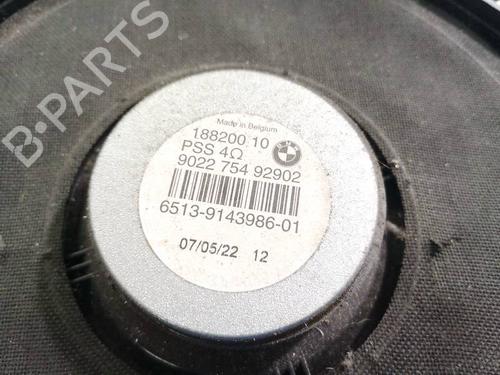 B-PARTS
Made in Belgium
188200 10
PSS 4Ω
9022 754 92902
6513-9143986-01
07/05/22 12